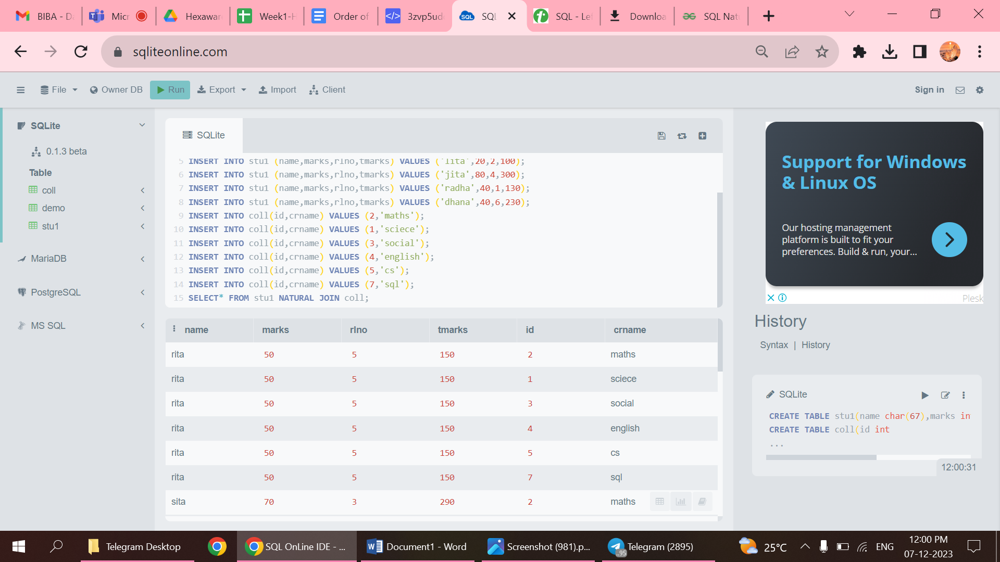 BIBA - Da
Micr
Hexawar
Week1-H
Order of
3zvp5ud
SQL
SQL - Lef
Downloa
SQL Natu
sqliteonline.com
File
Owner DB
Run
Export
Import
Client
Sign in
SQLite
0.1.3 beta
Table
coll
demo
stu1
MariaDB
PostgreSQL
MS SQL
SQLite
5 INSERT INTO stu1 (name,marks,rlno,tmarks) VALUES ('lita',20,2,100);
6 INSERT INTO stu1 (name,marks,rlno,tmarks) VALUES ('jita',80,4,300);
7 INSERT INTO stu1 (name,marks,rlno,tmarks) VALUES ('radha',40,1,130);
8 INSERT INTO stu1 (name,marks,rlno,tmarks) VALUES ('dhana',40,6,230);
9 INSERT INTO coll(id,crname) VALUES (2,'maths');
10 INSERT INTO coll(id,crname) VALUES (1,'sciece');
11 INSERT INTO coll(id,crname) VALUES (3,'social');
12 INSERT INTO coll(id,crname) VALUES (4,'english');
13 INSERT INTO coll(id,crname) VALUES (5,'cs');
14 INSERT INTO coll(id,crname) VALUES (7,'sql');
15 SELECT* FROM stu1 NATURAL JOIN coll;
name marks rlno tmarks id crname
rita 50 5 150 2 maths
rita 50 5 150 1 sciece
rita 50 5 150 3 social
rita 50 5 150 4 english
rita 50 5 150 5 cs
rita 50 5 150 7 sql
sita 70 3 290 2 maths
Support for Windows
& Linux OS
Our hosting management
platform is built to fit your
preferences. Build & run, your...
Plesk
History
Syntax | History
SQLite
CREATE TABLE stu1(name char(67),marks in
CREATE TABLE coll(id int
...
12:00:31
Telegram Desktop
SQL OnLine IDE - ...
Document1 - Word
Screenshot (981).p...
Telegram (2895)
..95
25°C
ENG
12:00 PM
07-12-2023